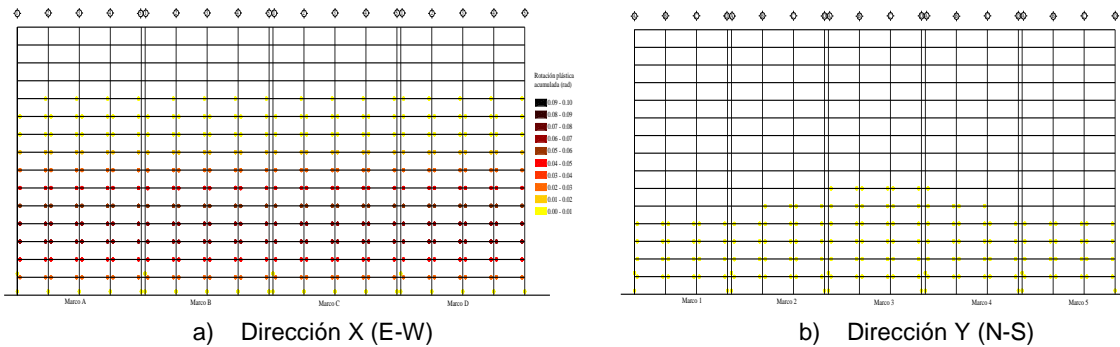 Rotación plástica
acumulada (rad)
0.09 - 0.10
0.08 - 0.09
0.07 - 0.08
0.06 - 0.07
0.05 - 0.06
0.04 - 0.05
0.03 - 0.04
0.02 - 0.03
0.01 - 0.02
0.00 - 0.01
Marco A Marco B Marco C Marco D
a) Dirección X (E-W)
Marco 1 Marco 2 Marco 3 Marco 4 Marco 5
b) Dirección Y (N-S)